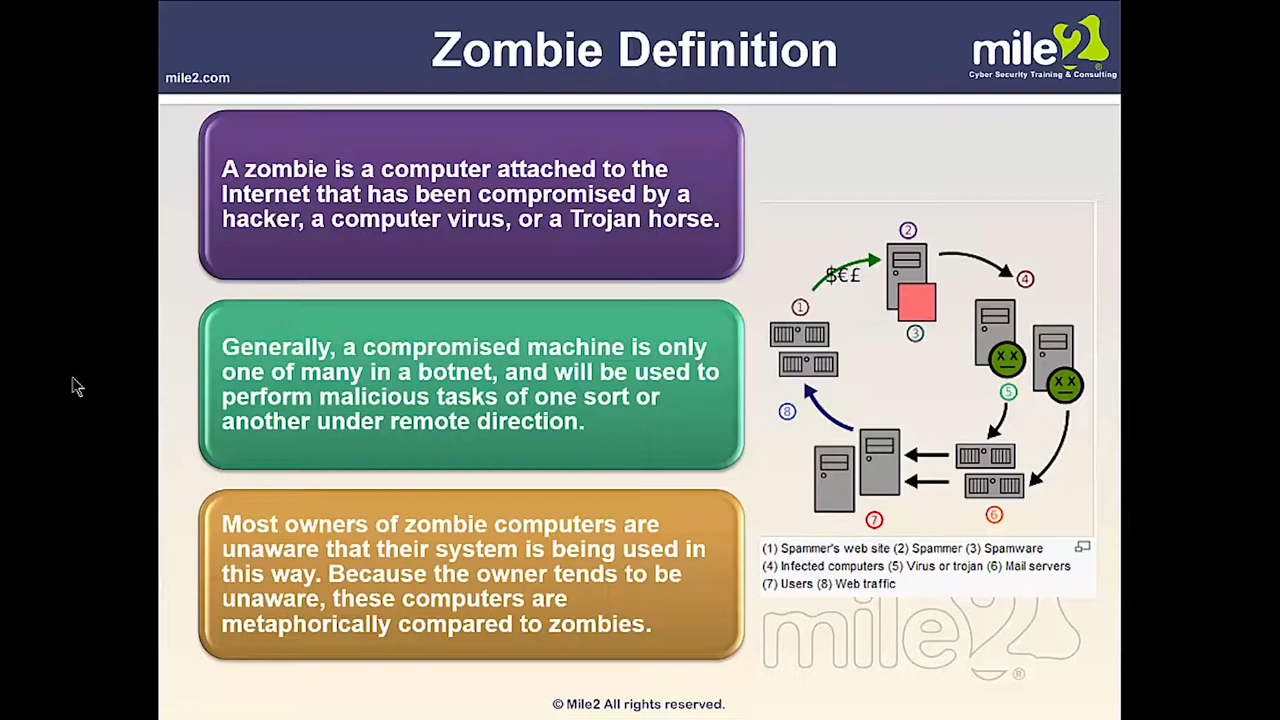 Zombie Definition
mile2.com
mile2®
Cyber Security Training & Consulting
A zombie is a computer attached to the
Internet that has been compromised by a
hacker, a computer virus, or a Trojan horse.
Generally, a compromised machine is only
one of many in a botnet, and will be used to
perform malicious tasks of one sort or
another under remote direction.
Most owners of zombie computers are
unaware that their system is being used in
this way. Because the owner tends to be
unaware, these computers are
metaphorically compared to zombies.
2
$€£
4
1
3
5
8
7
6
(1) Spammer's web site (2) Spammer (3) Spamware
(4) Infected computers (5) Virus or trojan (6) Mail servers
(7) Users (8) Web traffic
mile2®
© Mile2 All rights reserved.